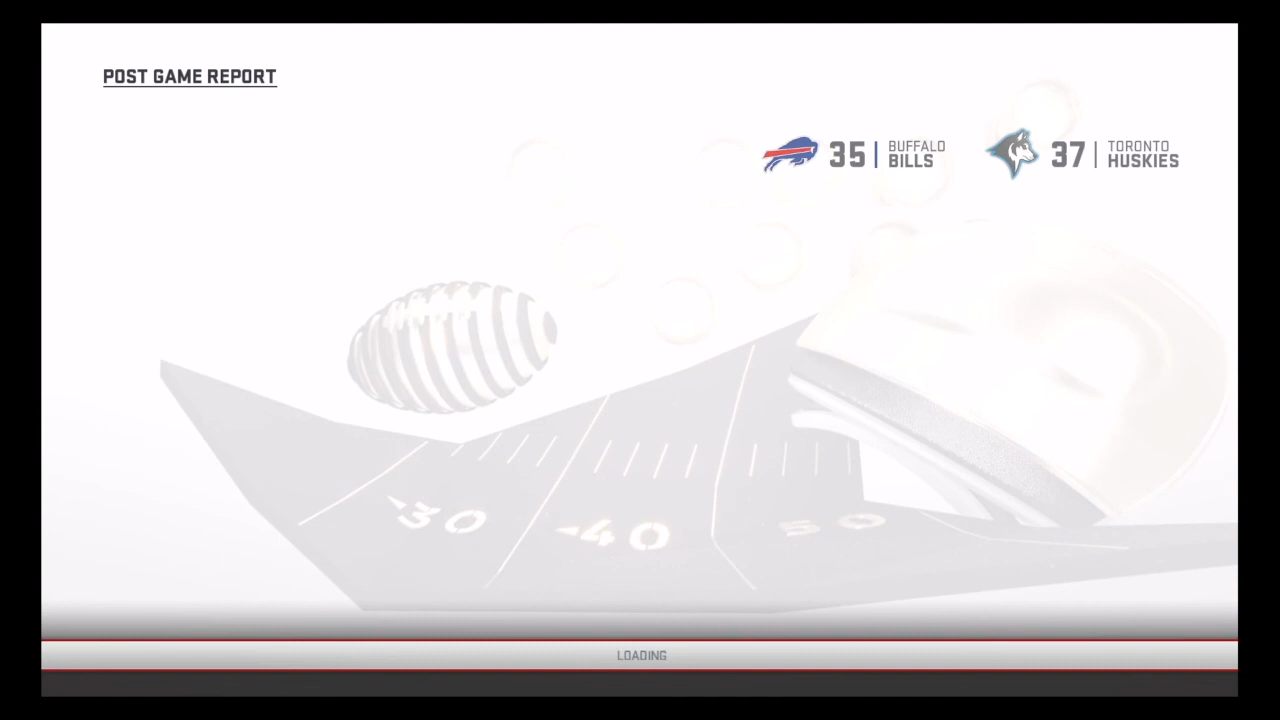 POST GAME REPORT
35 | BUFFALO BILLS
37 | TORONTO HUSKIES
30 40 50
LOADING